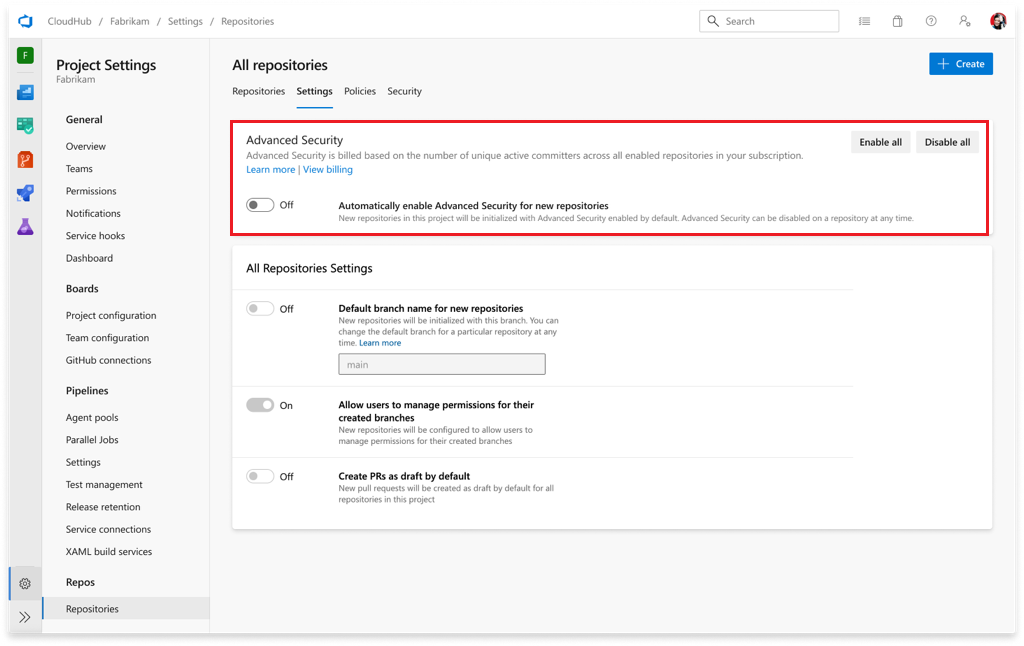 CloudHub / Fabrikam / Settings / Repositories
Search
F
Project Settings
Fabrikam
General
Overview
Teams
Permissions
Notifications
Service hooks
Dashboard
Boards
Project configuration
Team configuration
GitHub connections
Pipelines
Agent pools
Parallel Jobs
Settings
Test management
Release retention
Service connections
XAML build services
Repos
Repositories
All repositories
Create
Repositories Settings Policies Security
Advanced Security
Enable all Disable all
Advanced Security is billed based on the number of unique active committers across all enabled repositories in your subscription.
Learn more | View billing
Off
Automatically enable Advanced Security for new repositories
New repositories in this project will be initialized with Advanced Security enabled by default. Advanced Security can be disabled on a repository at any time.
All Repositories Settings
Off
Default branch name for new repositories
New repositories will be initialized with this branch. You can
change the default branch for a particular repository at any
time. Learn more
main
On
Allow users to manage permissions for their
created branches
New repositories will be configured to allow users to
manage permissions for their created branches
Off
Create PRs as draft by default
New pull requests will be created as draft by default for all
repositories in this project